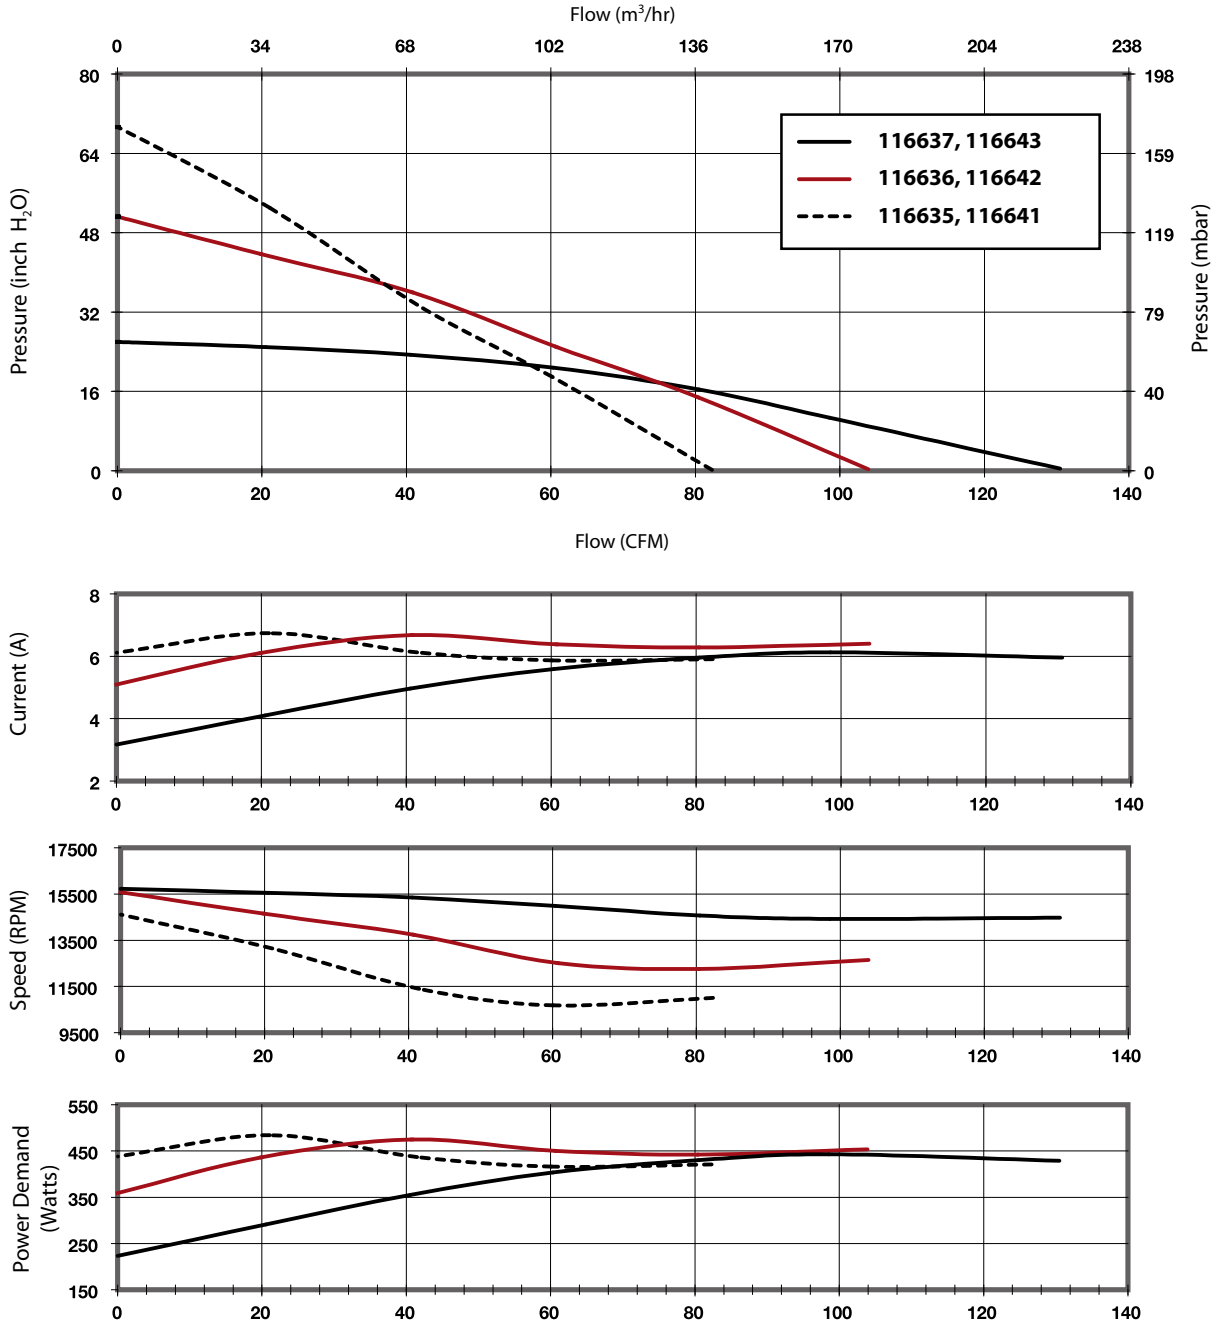 Flow (m³/hr)
0 34 68 102 136 170 204 238
80 198
64 159
48 119
32 79
16 40
0 0
Pressure (inch H₂O)
Pressure (mbar)
116637, 116643
116636, 116642
116635, 116641
0 20 40 60 80 100 120 140
Flow (CFM)
8
6
4
2
Current (A)
0 20 40 60 80 100 120 140
17500
15500
13500
11500
9500
Speed (RPM)
0 20 40 60 80 100 120 140
550
450
350
250
150
Power Demand
(Watts)
0 20 40 60 80 100 120 140